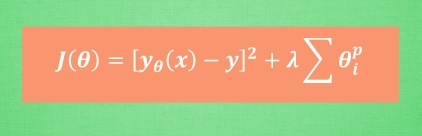 J(θ) = [y_θ(x) − y]² + λ ∑ θ_i^p